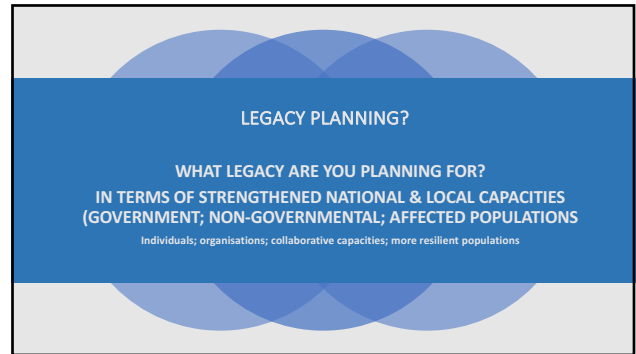 LEGACY PLANNING?
WHAT LEGACY ARE YOU PLANNING FOR?
IN TERMS OF STRENGTHENED NATIONAL & LOCAL CAPACITIES
(GOVERNMENT; NON-GOVERNMENTAL; AFFECTED POPULATIONS
Individuals; organisations; collaborative capacities; more resilient populations